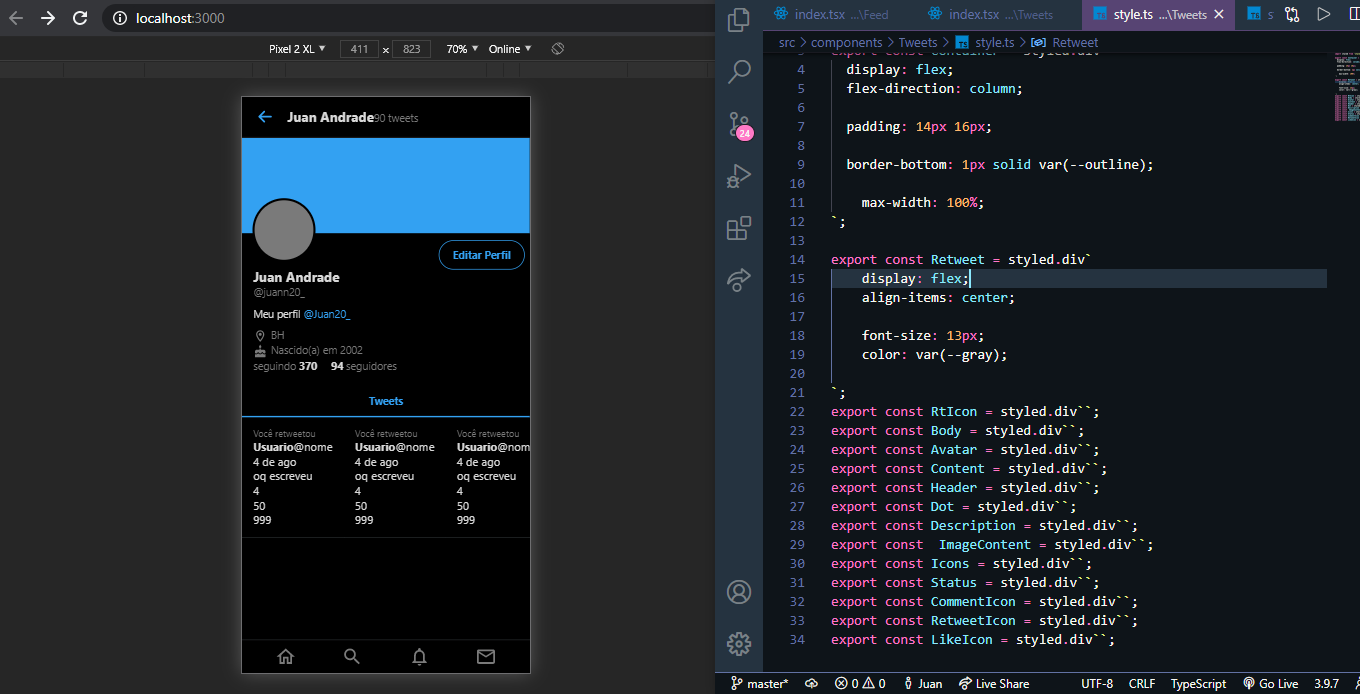 localhost:3000
Pixel 2 XL ▼ 411 x 823 70% ▼ Online ▼
Juan Andrade90 tweets
Editar Perfil
Juan Andrade
@juann20_
Meu perfil @Juan20_
BH
Nascido(a) em 2002
seguindo 370 94 seguidores
Tweets
Você retweetou Você retweetou Você retweetou
Usuario@nome Usuario@nome Usuario@nom
4 de ago 4 de ago 4 de ago
oq escreveu oq escreveu oq escreveu
4 4 4
50 50 50
999 999 999
index.tsx ...\Feed index.tsx ...\Tweets TS style.ts ...\Tweets × TS s
24
src > components > Tweets > TS style.ts > Retweet
3 export const Container = styled.div`
4 display: flex;
5 flex-direction: column;
6
7 padding: 14px 16px;
8
9 border-bottom: 1px solid var(--outline);
10
11 max-width: 100%;
12 `;
13
14 export const Retweet = styled.div`
15 display: flex;
16 align-items: center;
17
18 font-size: 13px;
19 color: var(--gray);
20
21 `;
22 export const RtIcon = styled.div``;
23 export const Body = styled.div``;
24 export const Avatar = styled.div``;
25 export const Content = styled.div``;
26 export const Header = styled.div``;
27 export const Dot = styled.div``;
28 export const Description = styled.div``;
29 export const  ImageContent = styled.div``;
30 export const Icons = styled.div``;
31 export const Status = styled.div``;
32 export const CommentIcon = styled.div``;
33 export const RetweetIcon = styled.div``;
34 export const LikeIcon = styled.div``;
master* 0 0 Juan Live Share UTF-8 CRLF TypeScript Go Live 3.9.7